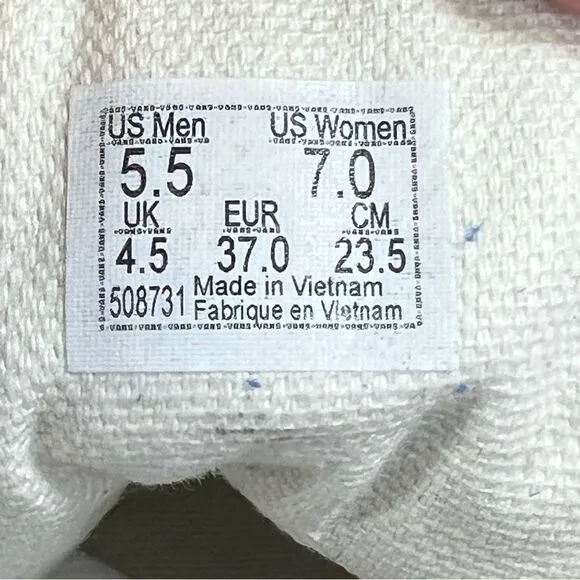 US Men US Women
5.5 7.0
UK EUR CM
4.5 37.0 23.5
508731 Made in Vietnam
Fabrique en Vietnam